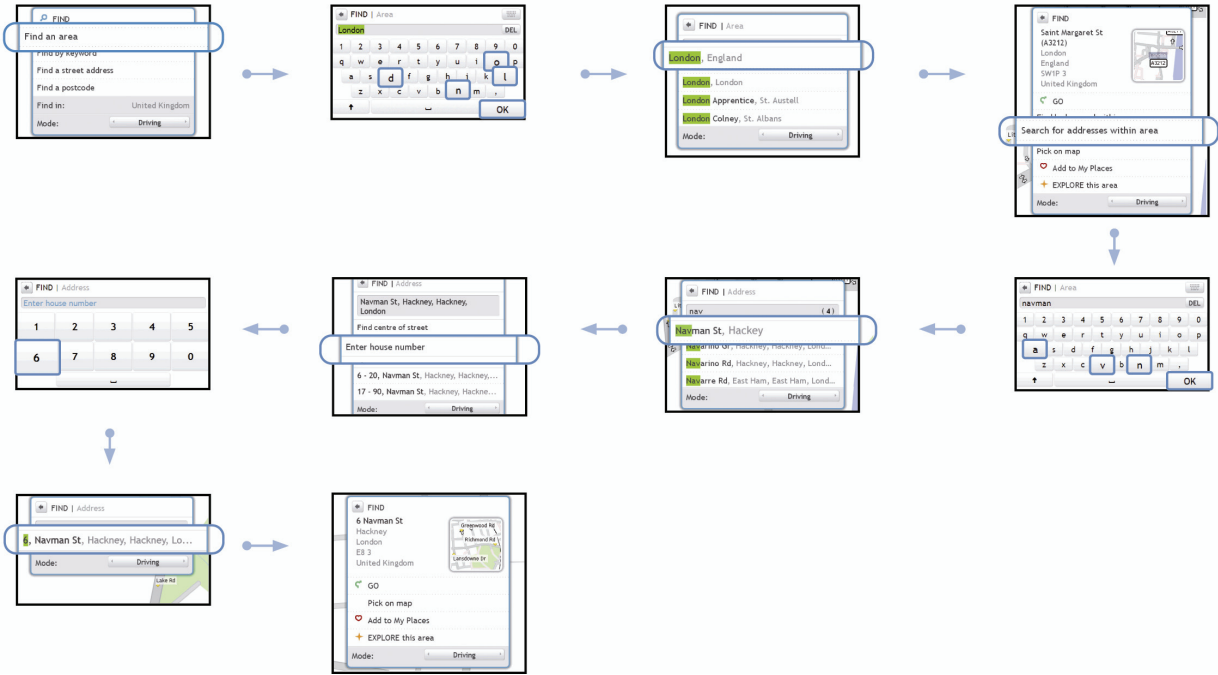 FIND
Find an area
Find by keyword
Find a street address
Find a postcode
Find in: United Kingdom
Mode: Driving
FIND | Area
London DEL
1 2 3 4 5 6 7 8 9 0
q w e r t y u i o p
a s d f g h j k l
z x c v b n m ,
OK
FIND | Area
London, England
London, London
London Apprentice, St. Austell
London Colney, St. Albans
Mode: Driving
FIND
Saint Margaret St
(A3212)
London
England
SW1P 3
United Kingdom
A3212
GO
Search for addresses within area
Pick on map
Add to My Places
EXPLORE this area
Mode: Driving
FIND | Address
Enter house number
1 2 3 4 5
6 7 8 9 0
FIND | Address
Navman St, Hackney, Hackney,
London
Find centre of street
Enter house number
6 - 20, Navman St, Hackney, Hackney,...
17 - 90, Navman St, Hackney, Hackne...
Mode: Driving
FIND | Address
nav (4)
Navman St, Hackey
Navarino Gr, Hackney, Hackney, Lond...
Navarino Rd, Hackney, Hackney, Lond...
Navarre Rd, East Ham, East Ham, Lond...
Mode: Driving
FIND | Area
navman DEL
1 2 3 4 5 6 7 8 9 0
q w e r t y u i o p
a s d f g h j k l
z x c v b n m ,
OK
FIND | Address
6, Navman St, Hackney, Hackney, Lo...
Mode: Driving
Lake Rd
FIND
6 Navman St
Hackney
London
E8 3
United Kingdom
Greenwood Rd
Richmond Rd
Lansdowne Dr
GO
Pick on map
Add to My Places
EXPLORE this area
Mode: Driving